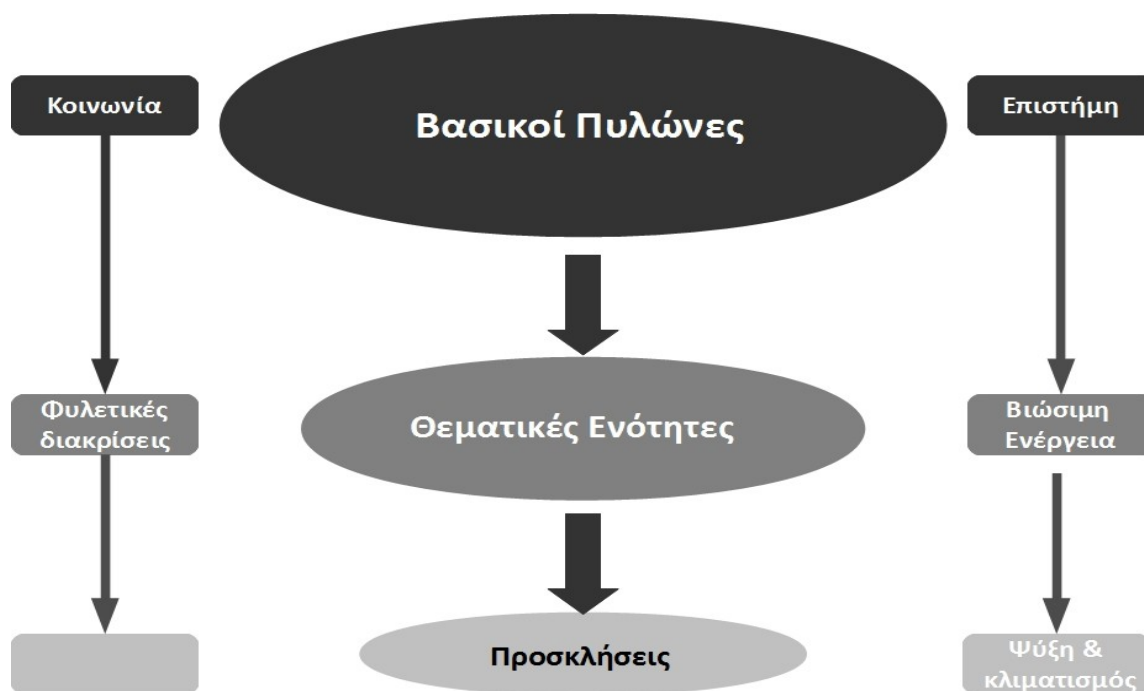 Κοινωνία
Βασικοί Πυλώνες
Επιστήμη
Φυλετικές
διακρίσεις
Θεματικές Ενότητες
Βιώσιμη
Ενέργεια
Προσκλήσεις
Ψύξη &
κλιματισμός